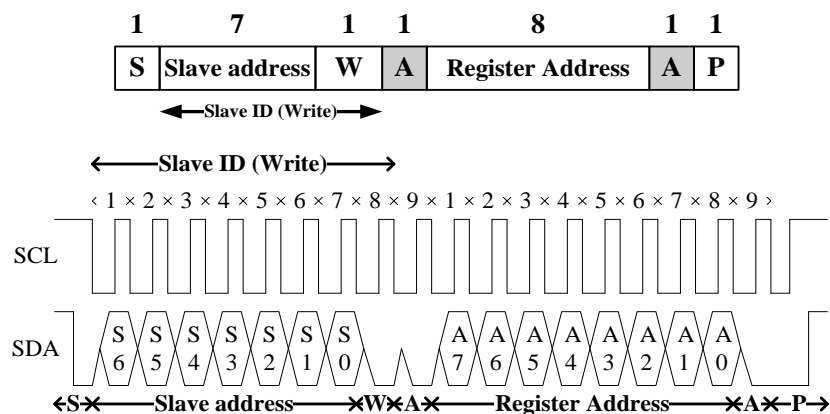 1 7 1 1 8 1 1
S Slave address W A Register Address A P
Slave ID (Write)
Slave ID (Write)
1 × 2 × 3 × 4 × 5 × 6 × 7 × 8 × 9 × 1 × 2 × 3 × 4 × 5 × 6 × 7 × 8 × 9
SCL
SDA S6 S5 S4 S3 S2 S1 S0 A7 A6 A5 A4 A3 A2 A1 A0
S Slave address W A Register Address A P